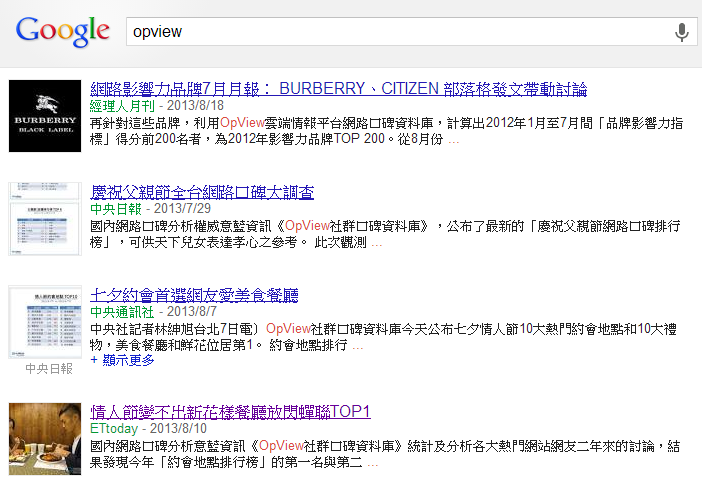 Google
opview
網路影響力品牌7月月報： BURBERRY、CITIZEN 部落格發文帶動討論
經理人月刊 - 2013/8/18
再針對這些品牌，利用OpView雲端情報平台網路口碑資料庫，計算出2012年1月至7月間「品牌影響力指
標」得分前200名者，為2012年影響力品牌TOP 200。從8月份 ...
BURBERRY
BLACK LABEL
慶祝父親節全台網路口碑大調查
中央日報 - 2013/7/29
國內網路口碑分析權威意藍資訊《OpView社群口碑資料庫》，公布了最新的「慶祝父親節網路口碑排行
榜」，可供天下兒女表達孝心之參考。 此次觀測 ...
七夕約會首選網友愛美食餐廳
中央通訊社 - 2013/8/7
中央社記者林紳旭台北7日電〕OpView社群口碑資料庫今天公布七夕情人節10大熱門約會地點和10大禮
物，美食餐廳和鮮花位居第1。 約會地點排行 ...
+ 顯示更多
中央日報
情人節變不出新花樣餐廳放閃蟬聯TOP1
ETtoday - 2013/8/10
國內網路口碑分析意藍資訊《OpView社群口碑資料庫》統計及分析各大熱門網站網友二年來的討論，結
果發現今年「約會地點排行榜」的第一名與第二 ...